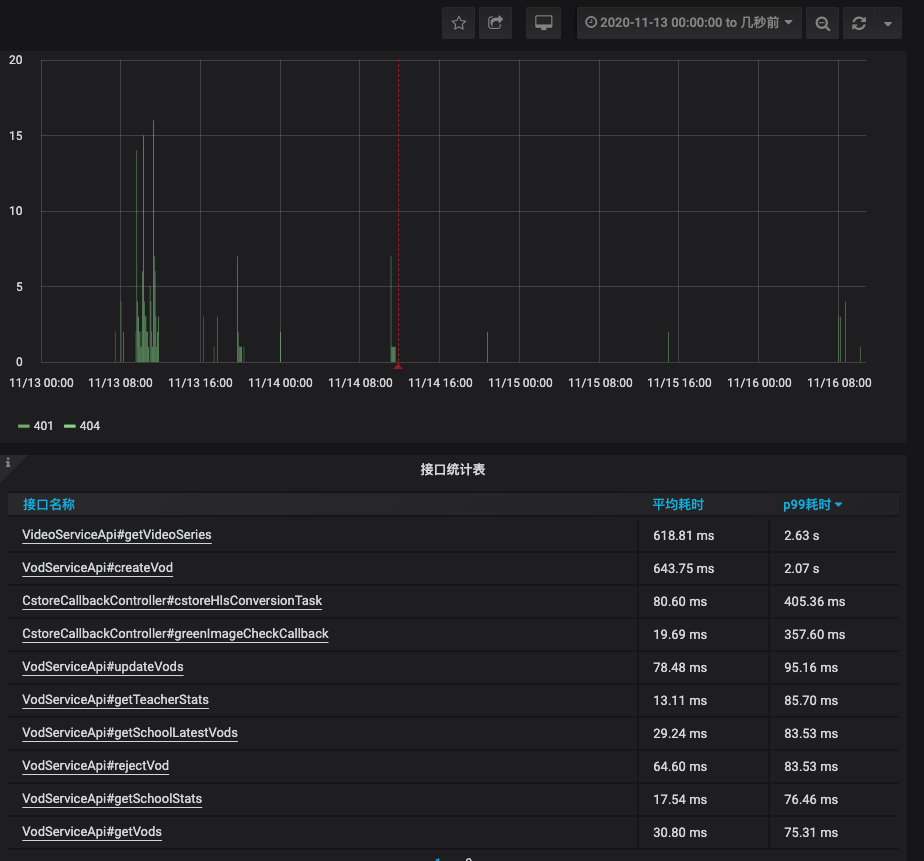 2020-11-13 00:00:00 to 几秒前
20
15
10
5
0
11/13 00:00 11/13 08:00 11/13 16:00 11/14 00:00 11/14 08:00 11/14 16:00 11/15 00:00 11/15 08:00 11/15 16:00 11/16 00:00 11/16 08:00
401 404
i
接口统计表
接口名称 平均耗时 p99耗时
VideoServiceApi#getVideoSeries 618.81 ms 2.63 s
VodServiceApi#createVod 643.75 ms 2.07 s
CstoreCallbackController#cstoreHlsConversionTask 80.60 ms 405.36 ms
CstoreCallbackController#greenImageCheckCallback 19.69 ms 357.60 ms
VodServiceApi#updateVods 78.48 ms 95.16 ms
VodServiceApi#getTeacherStats 13.11 ms 85.70 ms
VodServiceApi#getSchoolLatestVods 29.24 ms 83.53 ms
VodServiceApi#rejectVod 64.60 ms 83.53 ms
VodServiceApi#getSchoolStats 17.54 ms 76.46 ms
VodServiceApi#getVods 30.80 ms 75.31 ms